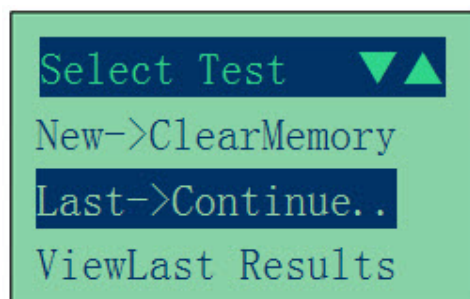 Select Test ▼▲
New->ClearMemory
Last->Continue..
ViewLast Results